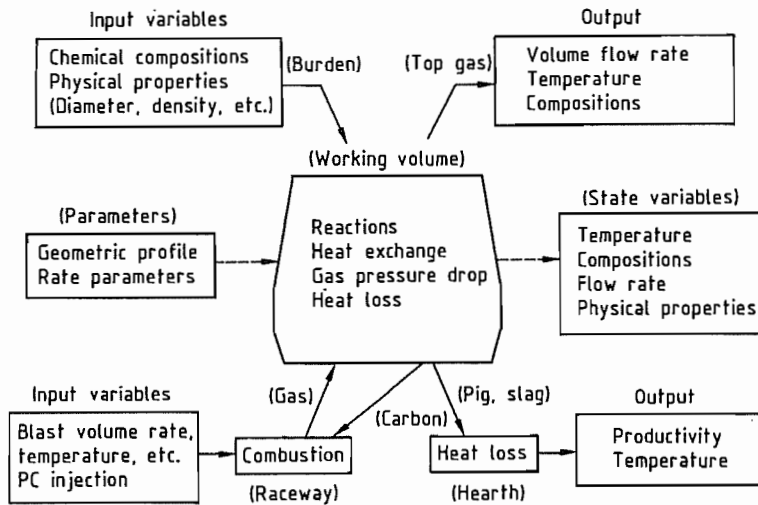 Input variables
Chemical compositions
Physical properties
(Diameter, density, etc.)
(Burden)
(Top gas)
Output
Volume flow rate
Temperature
Compositions
(Working volume)
(Parameters)
Geometric profile
Rate parameters
Reactions
Heat exchange
Gas pressure drop
Heat loss
(State variables)
Temperature
Compositions
Flow rate
Physical properties
Input variables
Blast volume rate,
temperature, etc.
PC injection
(Gas)
(Carbon)
(Pig, slag)
Combustion
(Raceway)
Heat loss
(Hearth)
Output
Productivity
Temperature